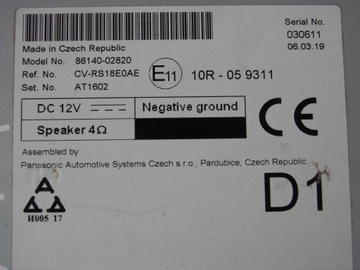 Serial No.
030611
06.03.19
Made in Czech Republic
Model No. 86140-02820
Ref. No. CV-RS18E0AE
Set. No. AT1602
E11 10R - 05 9311
DC 12V Negative ground
Speaker 4Ω
CE
Assembled by
Panasonic Automotive Systems Czech s.r.o., Pardubice, Czech Republic
D1
И005 17